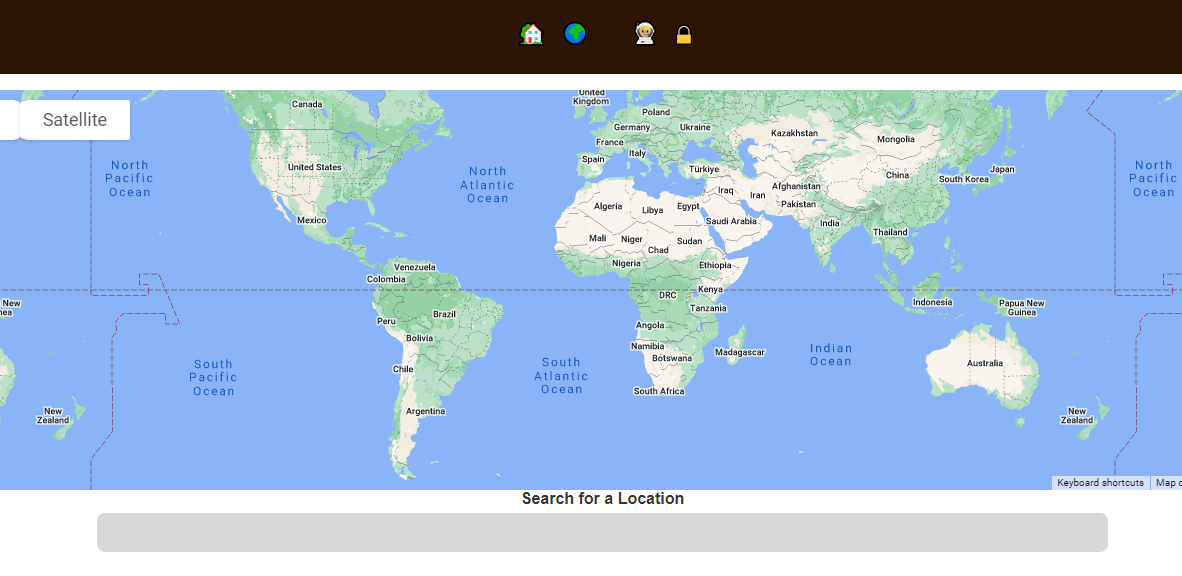 Satellite
Canada
United
Kingdom
Poland
Germany
Ukraine
Kazakhstan
Mongolia
France
Italy
Spain
Türkiye
United States
North
Pacific
Ocean
North
Atlantic
Ocean
Iraq
Iran
Afghanistan
China
South Korea
Japan
North
Pacific
Ocean
Pakistan
Algeria
Libya
Egypt
Saudi Arabia
India
Mexico
Thailand
Mali
Niger
Chad
Sudan
Nigeria
Ethiopia
Venezuela
Colombia
Kenya
DRC
Tanzania
Indonesia
Papua New
Guinea
New
nea
Peru
Brazil
Angola
Bolivia
Namibia
Botswana
Madagascar
Indian
Ocean
Chile
South
Pacific
Ocean
South
Atlantic
Ocean
Australia
South Africa
Argentina
New
Zealand
New
Zealand
Keyboard shortcuts
Map
Search for a Location